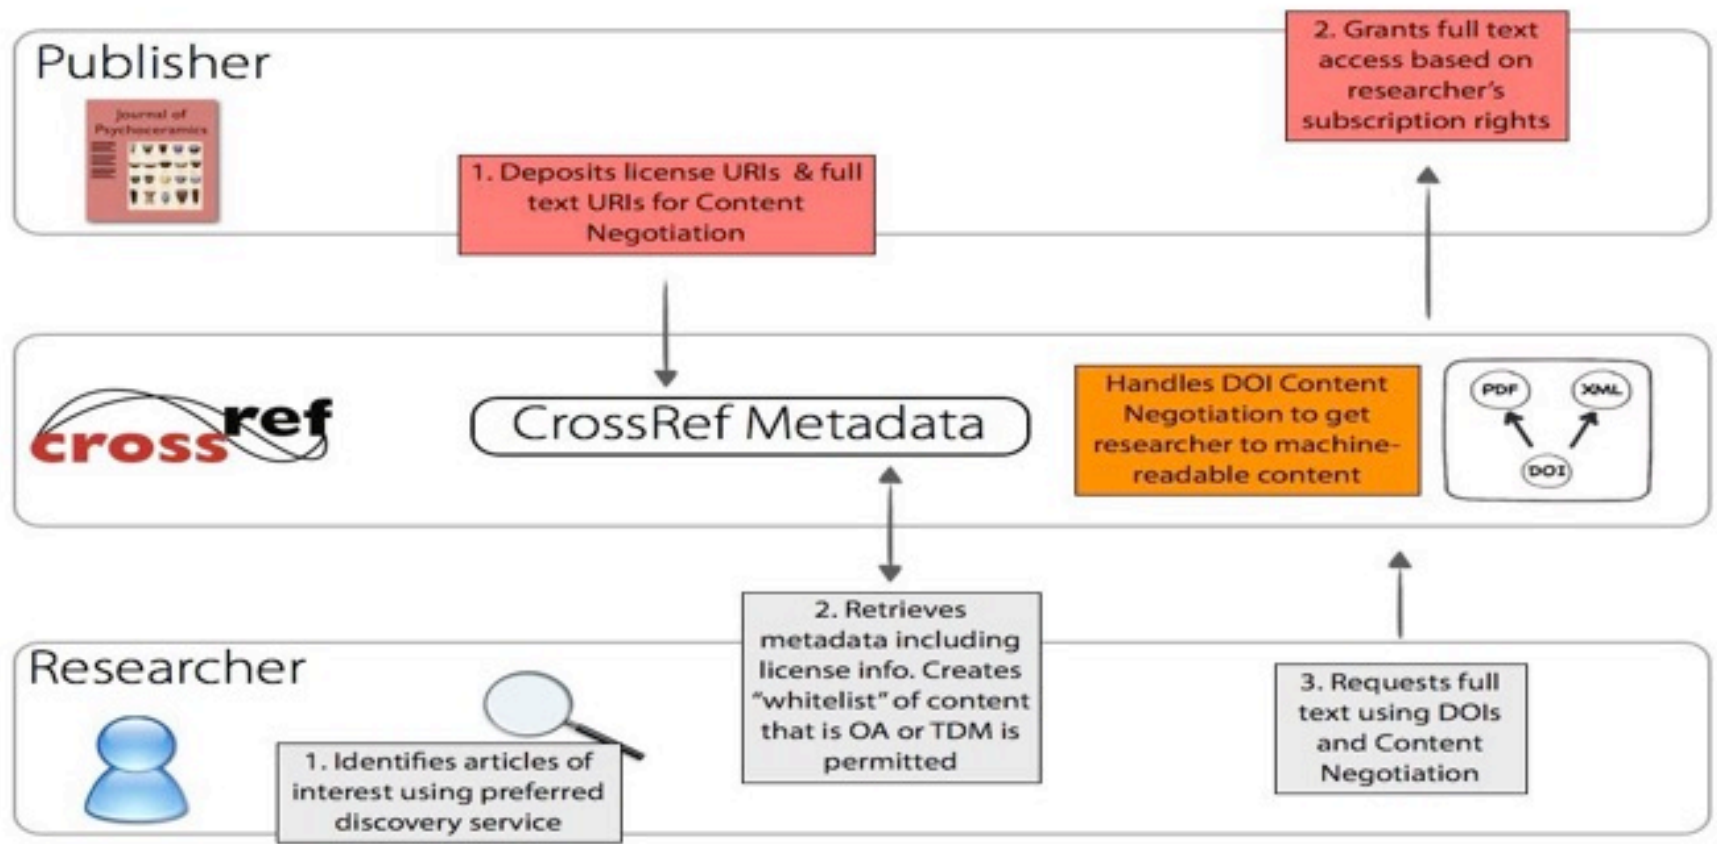 Publisher
Journal of
Psychoceramics
1. Deposits license URIs & full
text URIs for Content
Negotiation
2. Grants full text
access based on
researcher's
subscription rights
crossref
CrossRef Metadata
Handles DOI Content
Negotiation to get
researcher to machine-
readable content
PDF
XML
DOI
Researcher
1. Identifies articles of
interest using preferred
discovery service
2. Retrieves
metadata including
license info. Creates
"whitelist" of content
that is OA or TDM is
permitted
3. Requests full
text using DOIs
and Content
Negotiation